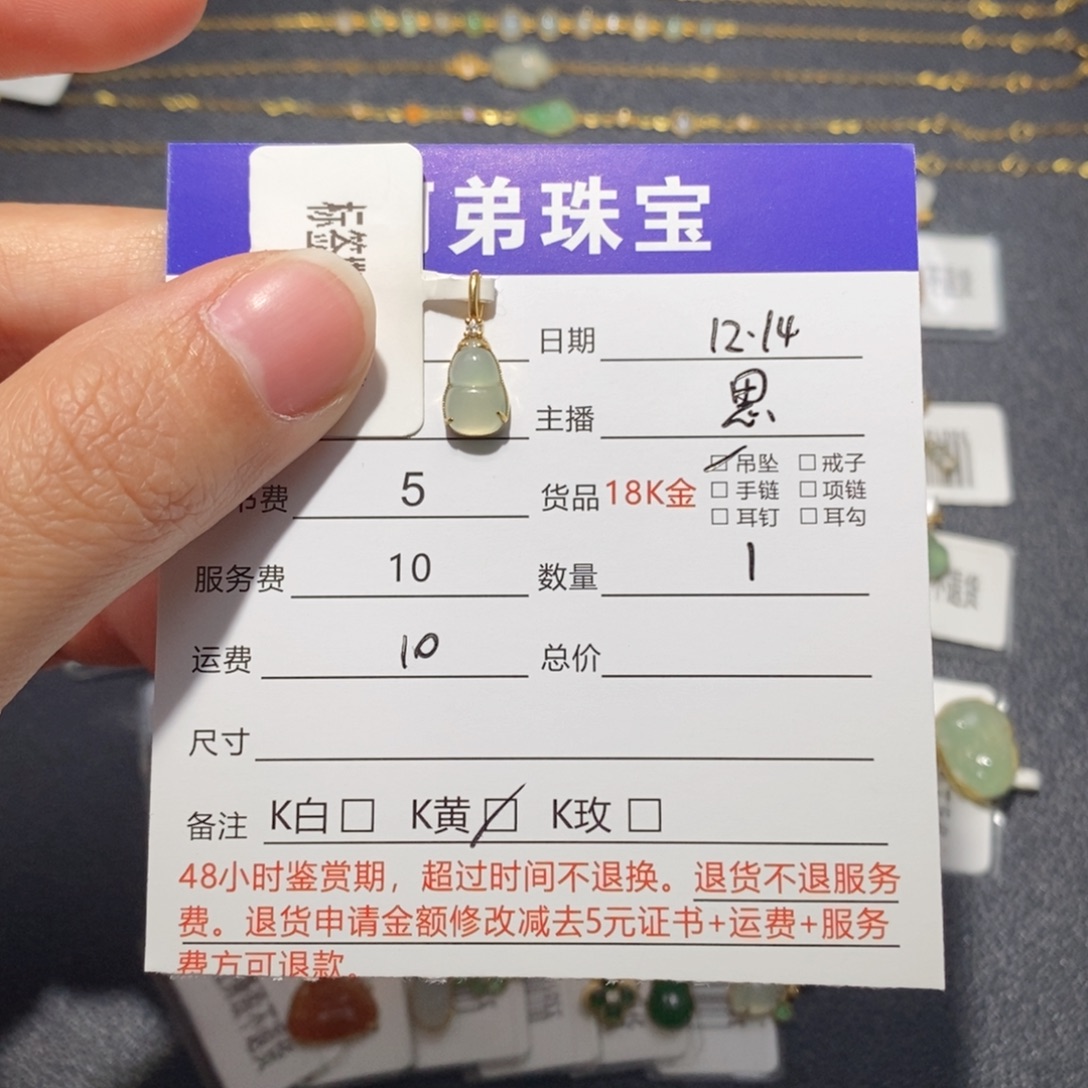 弟珠宝
日期 12·14
主播 思
书费 5 货品 18K金 ☑吊坠 □戒子
□手链 □项链
□耳钉 □耳勾
服务费 10 数量 1
运费 10 总价
尺寸
备注 K白□ K黄☑ K玫□
48小时鉴赏期，超过时间不退换。退货不退服务
费。退货申请金额修改减去5元证书+运费+服务
费方可退款。